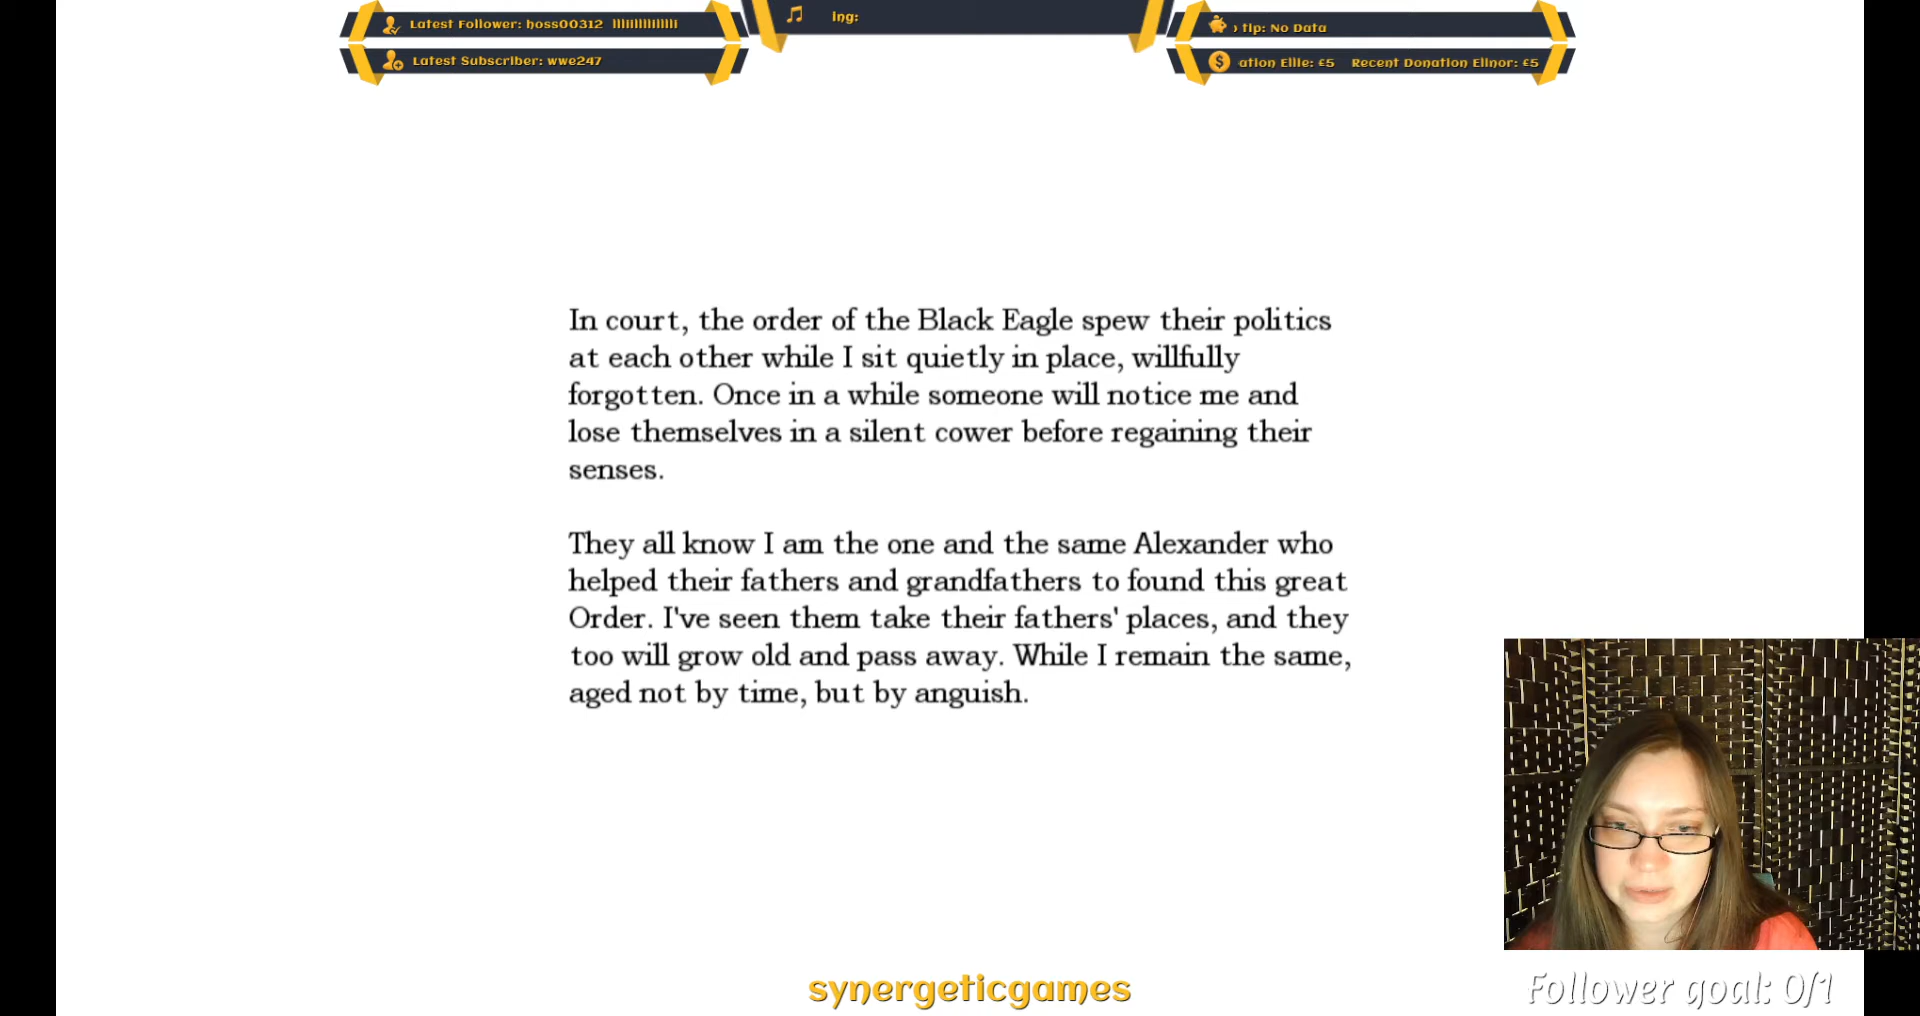 Latest Follower: hoss00312
ing:
tip: No Data
Latest Subscriber: wwe247
ation Ellie: £5 Recent Donation Elinor: £5
In court, the order of the Black Eagle spew their politics
at each other while I sit quietly in place, willfully
forgotten. Once in a while someone will notice me and
lose themselves in a silent cower before regaining their
senses.
They all know I am the one and the same Alexander who
helped their fathers and grandfathers to found this great
Order. I've seen them take their fathers' places, and they
too will grow old and pass away. While I remain the same,
aged not by time, but by anguish.
synergeticgames
Follower goal: 0/1